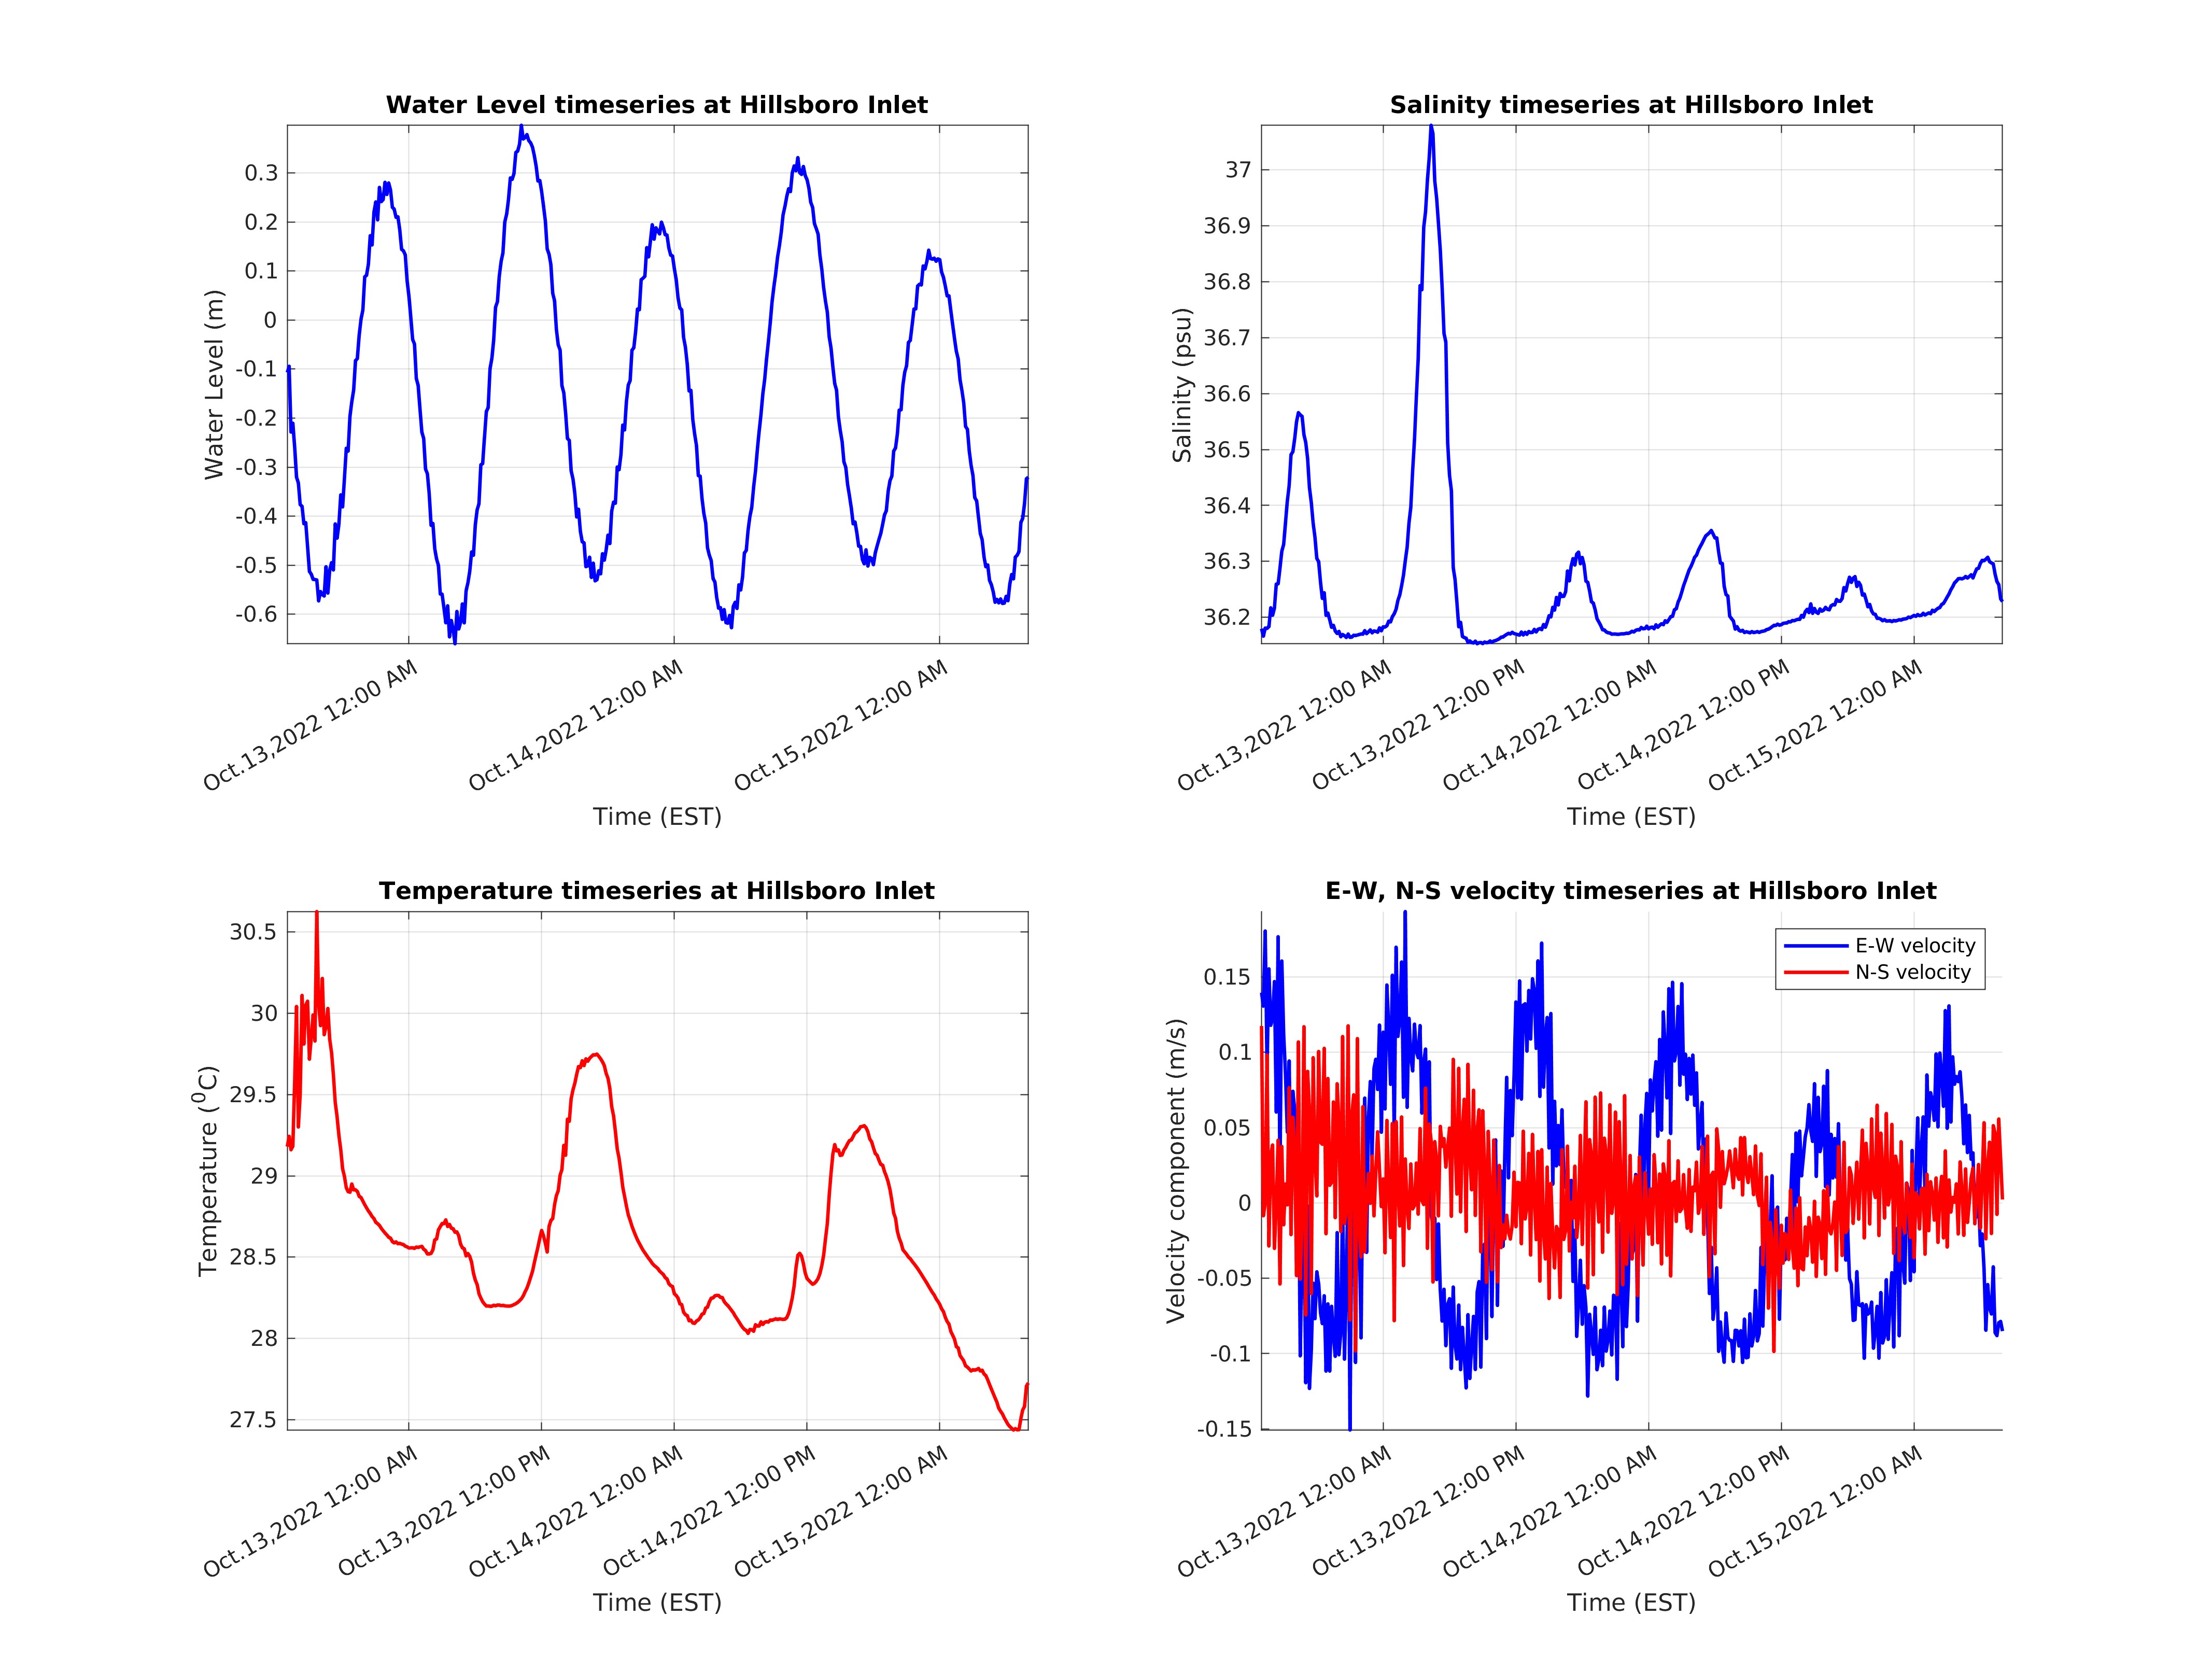 Water Level timeseries at Hillsboro Inlet
Water Level (m)
0.3
0.2
0.1
0
-0.1
-0.2
-0.3
-0.4
-0.5
-0.6
Oct.13,2022 12:00 AM
Oct.14,2022 12:00 AM
Oct.15,2022 12:00 AM
Time (EST)
Salinity timeseries at Hillsboro Inlet
Salinity (psu)
37
36.9
36.8
36.7
36.6
36.5
36.4
36.3
36.2
Oct.13,2022 12:00 AM
Oct.13,2022 12:00 PM
Oct.14,2022 12:00 AM
Oct.14,2022 12:00 PM
Oct.15,2022 12:00 AM
Time (EST)
Temperature timeseries at Hillsboro Inlet
Temperature (⁰C)
30.5
30
29.5
29
28.5
28
27.5
Oct.13,2022 12:00 AM
Oct.13,2022 12:00 PM
Oct.14,2022 12:00 AM
Oct.14,2022 12:00 PM
Oct.15,2022 12:00 AM
Time (EST)
E-W, N-S velocity timeseries at Hillsboro Inlet
E-W velocity
N-S velocity
Velocity component (m/s)
0.15
0.1
0.05
0
-0.05
-0.1
-0.15
Oct.13,2022 12:00 AM
Oct.13,2022 12:00 PM
Oct.14,2022 12:00 AM
Oct.14,2022 12:00 PM
Oct.15,2022 12:00 AM
Time (EST)